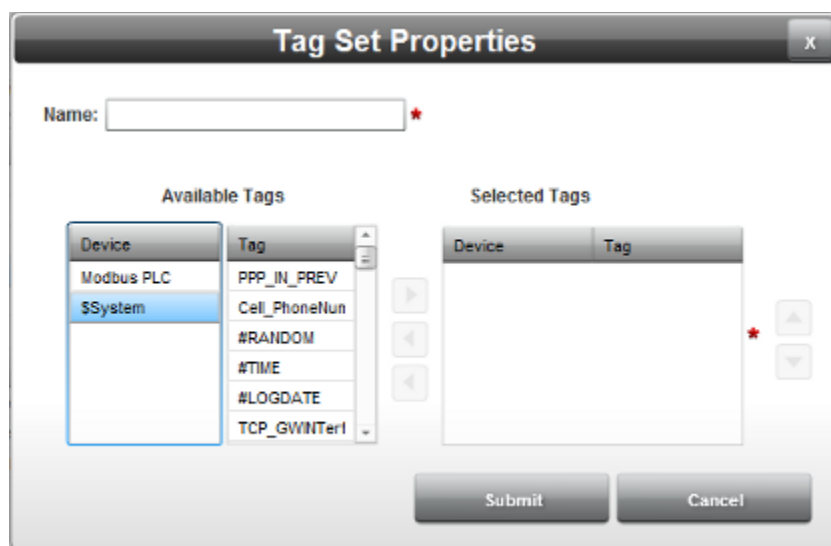 Tag Set Properties
x
Name: *
Available Tags
Selected Tags
Device
Tag
Device
Tag
Modbus PLC
PPP_IN_PREV
$System
Cell_PhoneNun
#RANDOM
#TIME
#LOGDATE
*
Submit
Cancel